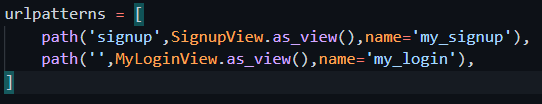 urlpatterns = [
    path('signup',SignupView.as_view(),name='my_signup'),
    path('',MyLoginView.as_view(),name='my_login'),
]